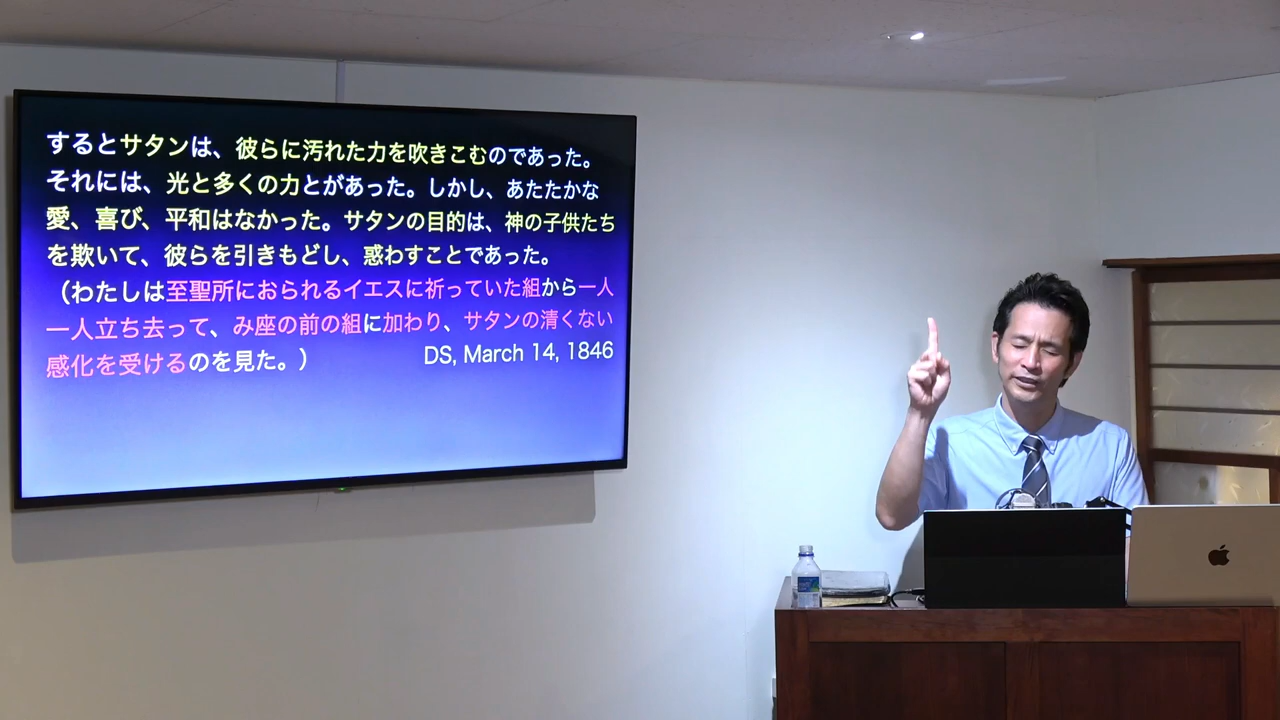 するとサタンは、彼らに汚れた力を吹きこむのであった。
それには、光と多くの力とがあった。しかし、あたたかな
愛、喜び、平和はなかった。サタンの目的は、神の子供たち
を欺いて、彼らを引きもどし、惑わすことであった。
（わたしは至聖所におられるイエスに祈っていた組から一人
一人立ち去って、み座の前の組に加わり、サタンの清くない
感化を受けるのを見た。）
DS, March 14, 1846